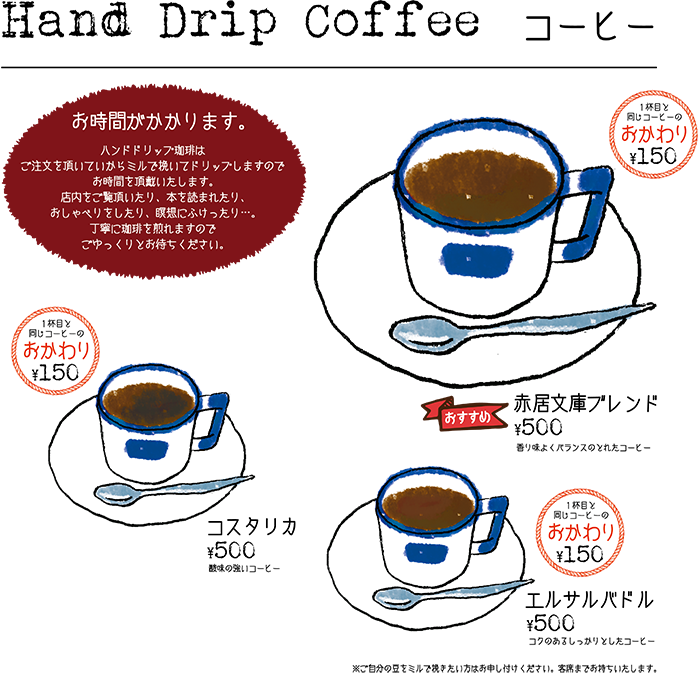 Hand Drip Coffee コーヒー
お時間がかかります。
ハンドドリップ珈琲は
ご注文を頂いていからミルで挽いてドリップしますので
お時間を頂戴いたします。
店内をご覧頂いたり、本を読まれたり、
おしゃべりをしたり、瞑想にふけったり…。
丁寧に珈琲を煎れますので
ごゆっくりとお待ちください。
1杯目と
同じコーヒーの
おかわり
¥150
おすすめ
赤居文庫ブレンド
¥500
香り味よくバランスのとれたコーヒー
1杯目と
同じコーヒーの
おかわり
¥150
コスタリカ
¥500
酸味の強いコーヒー
1杯目と
同じコーヒーの
おかわり
¥150
エルサルバドル
¥500
コクのあるしっかりとしたコーヒー
※ご自分の豆をミルで挽きたい方はお申し付けください。客席までお持ちいたします。